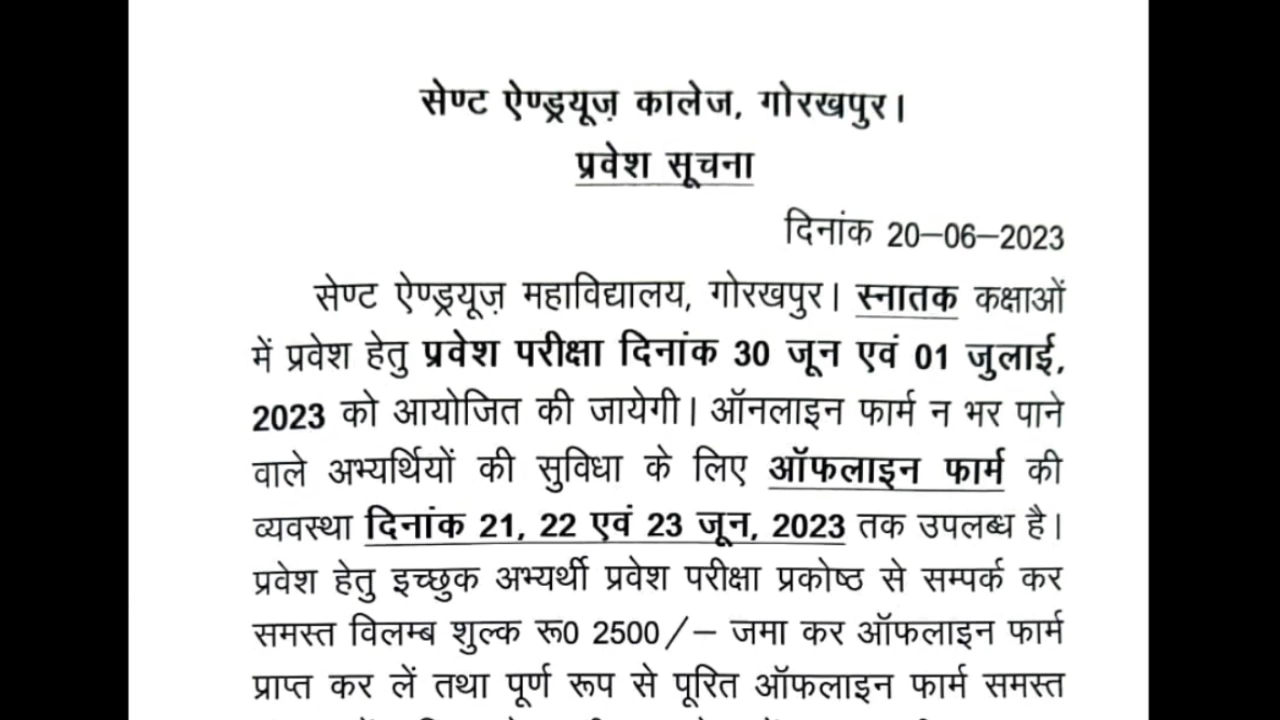 सेण्ट ऐण्ड्रयूज़ कालेज, गोरखपुर।
प्रवेश सूचना
दिनांक 20–06–2023
सेण्ट ऐण्ड्रयूज़ महाविद्यालय, गोरखपुर। स्नातक कक्षाओं
में प्रवेश हेतु प्रवेश परीक्षा दिनांक 30 जून एवं 01 जुलाई,
2023 को आयोजित की जायेगी। ऑनलाइन फार्म न भर पाने
वाले अभ्यर्थियों की सुविधा के लिए ऑफलाइन फार्म की
व्यवस्था दिनांक 21, 22 एवं 23 जून, 2023 तक उपलब्ध है।
प्रवेश हेतु इच्छुक अभ्यर्थी प्रवेश परीक्षा प्रकोष्ठ से सम्पर्क कर
समस्त विलम्ब शुल्क रू0 2500/– जमा कर ऑफलाइन फार्म
प्राप्त कर लें तथा पूर्ण रूप से पूरित ऑफलाइन फार्म समस्त